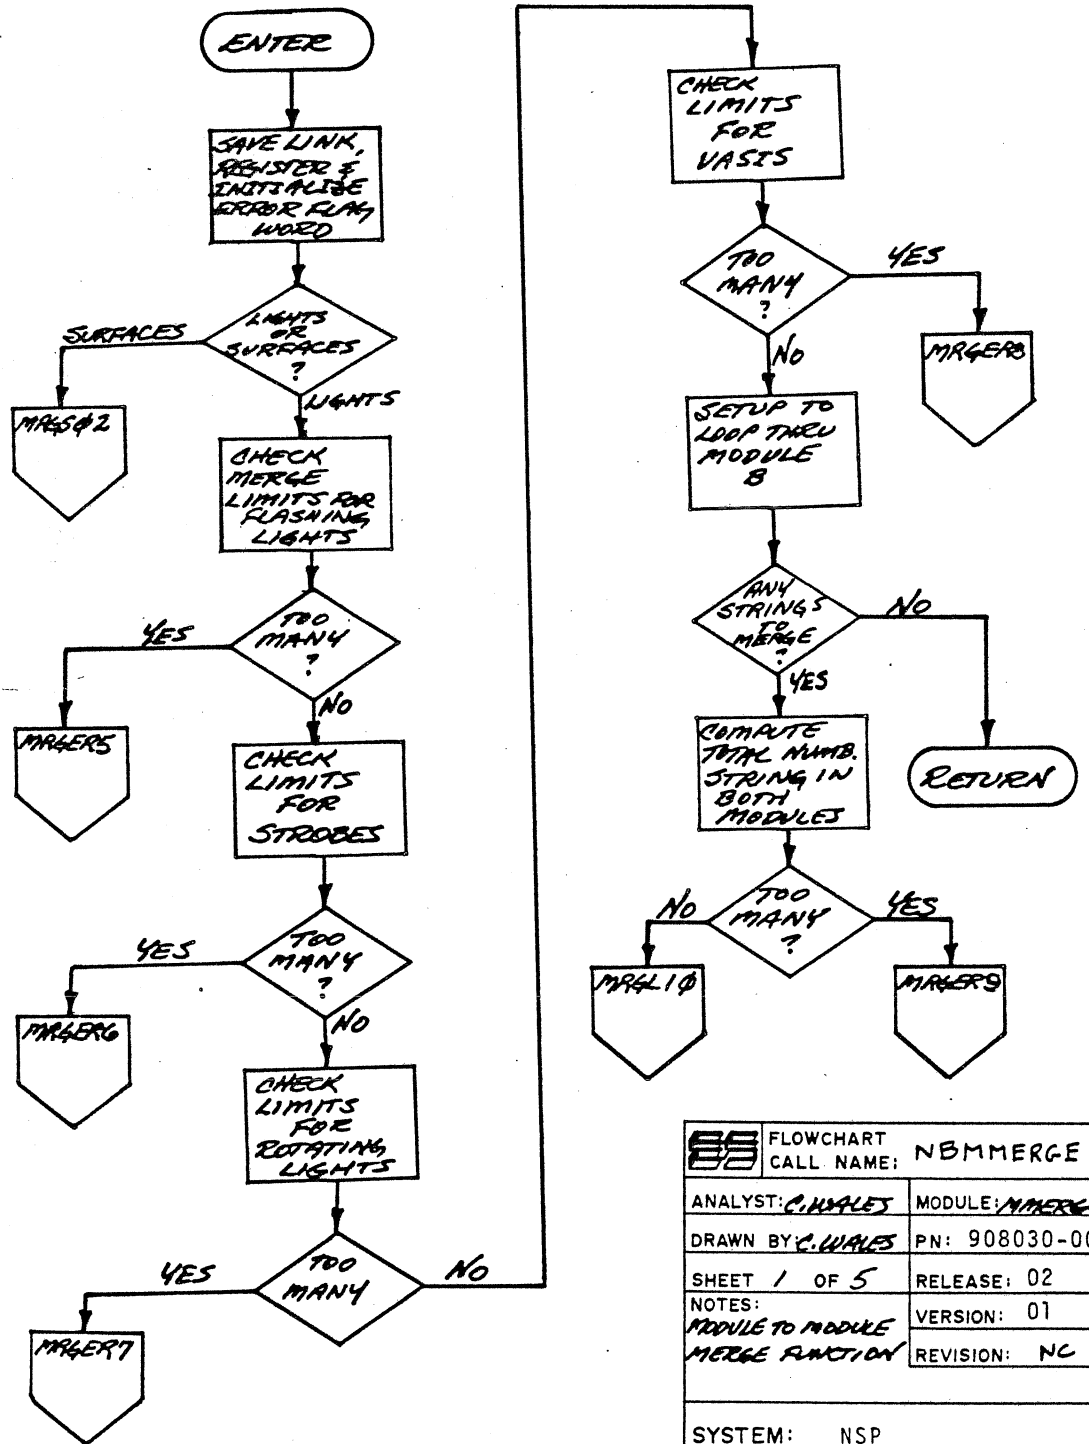 ENTER
SAVE LINK,
REGISTER &
INITIALIZE
ERROR FLAG
WORD
LIGHTS
OR
SURFACES
?
SURFACES
LIGHTS
MRGSØ2
CHECK
MERGE
LIMITS FOR
FLASHING
LIGHTS
TOO
MANY
?
YES
NO
MRGER5
CHECK
LIMITS
FOR
STROBES
TOO
MANY
?
YES
NO
MRGER6
CHECK
LIMITS
FOR
ROTATING
LIGHTS
TOO
MANY
YES
NO
MRGER7
CHECK
LIMITS
FOR
VASIS
TOO
MANY
?
YES
NO
MRGER8
SETUP TO
LOOP THRU
MODULE
B
ANY
STRINGS
TO
MERGE
?
NO
YES
RETURN
COMPUTE
TOTAL NUMB.
STRING IN
BOTH
MODULES
TOO
MANY
?
NO
YES
MRGL1Ø
MRGER9
FLOWCHART
CALL NAME: NBMMERGE
ANALYST: C. WALES
MODULE: MMERG
DRAWN BY C. WALES
PN: 908030-00
SHEET 1 OF 5
RELEASE: 02
NOTES:
MODULE TO MODULE
MERGE FUNCTION
VERSION: 01
REVISION: NC
SYSTEM: NSP